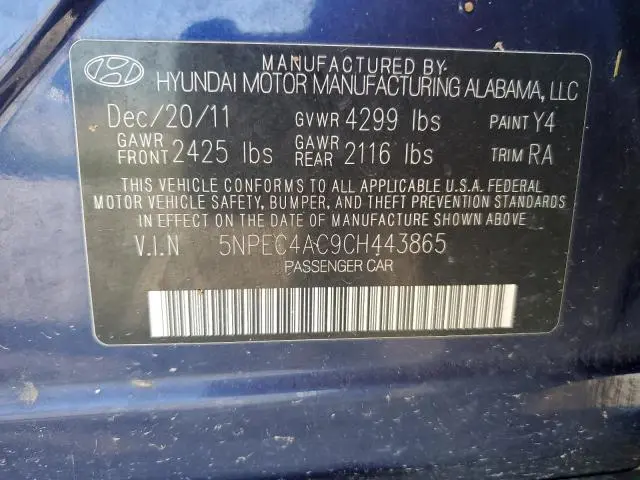 MANUFACTURED BY
HYUNDAI MOTOR MANUFACTURING ALABAMA, LLC
Dec/20/11 GVWR 4299 lbs PAINT Y4
GAWR FRONT 2425 lbs GAWR REAR 2116 lbs TRIM RA
THIS VEHICLE CONFORMS TO ALL APPLICABLE U.S.A. FEDERAL
MOTOR VEHICLE SAFETY, BUMPER, AND THEFT PREVENTION STANDARDS
IN EFFECT ON THE DATE OF MANUFACTURE SHOWN ABOVE.
V.I.N 5NPEC4AC9CH443865
PASSENGER CAR